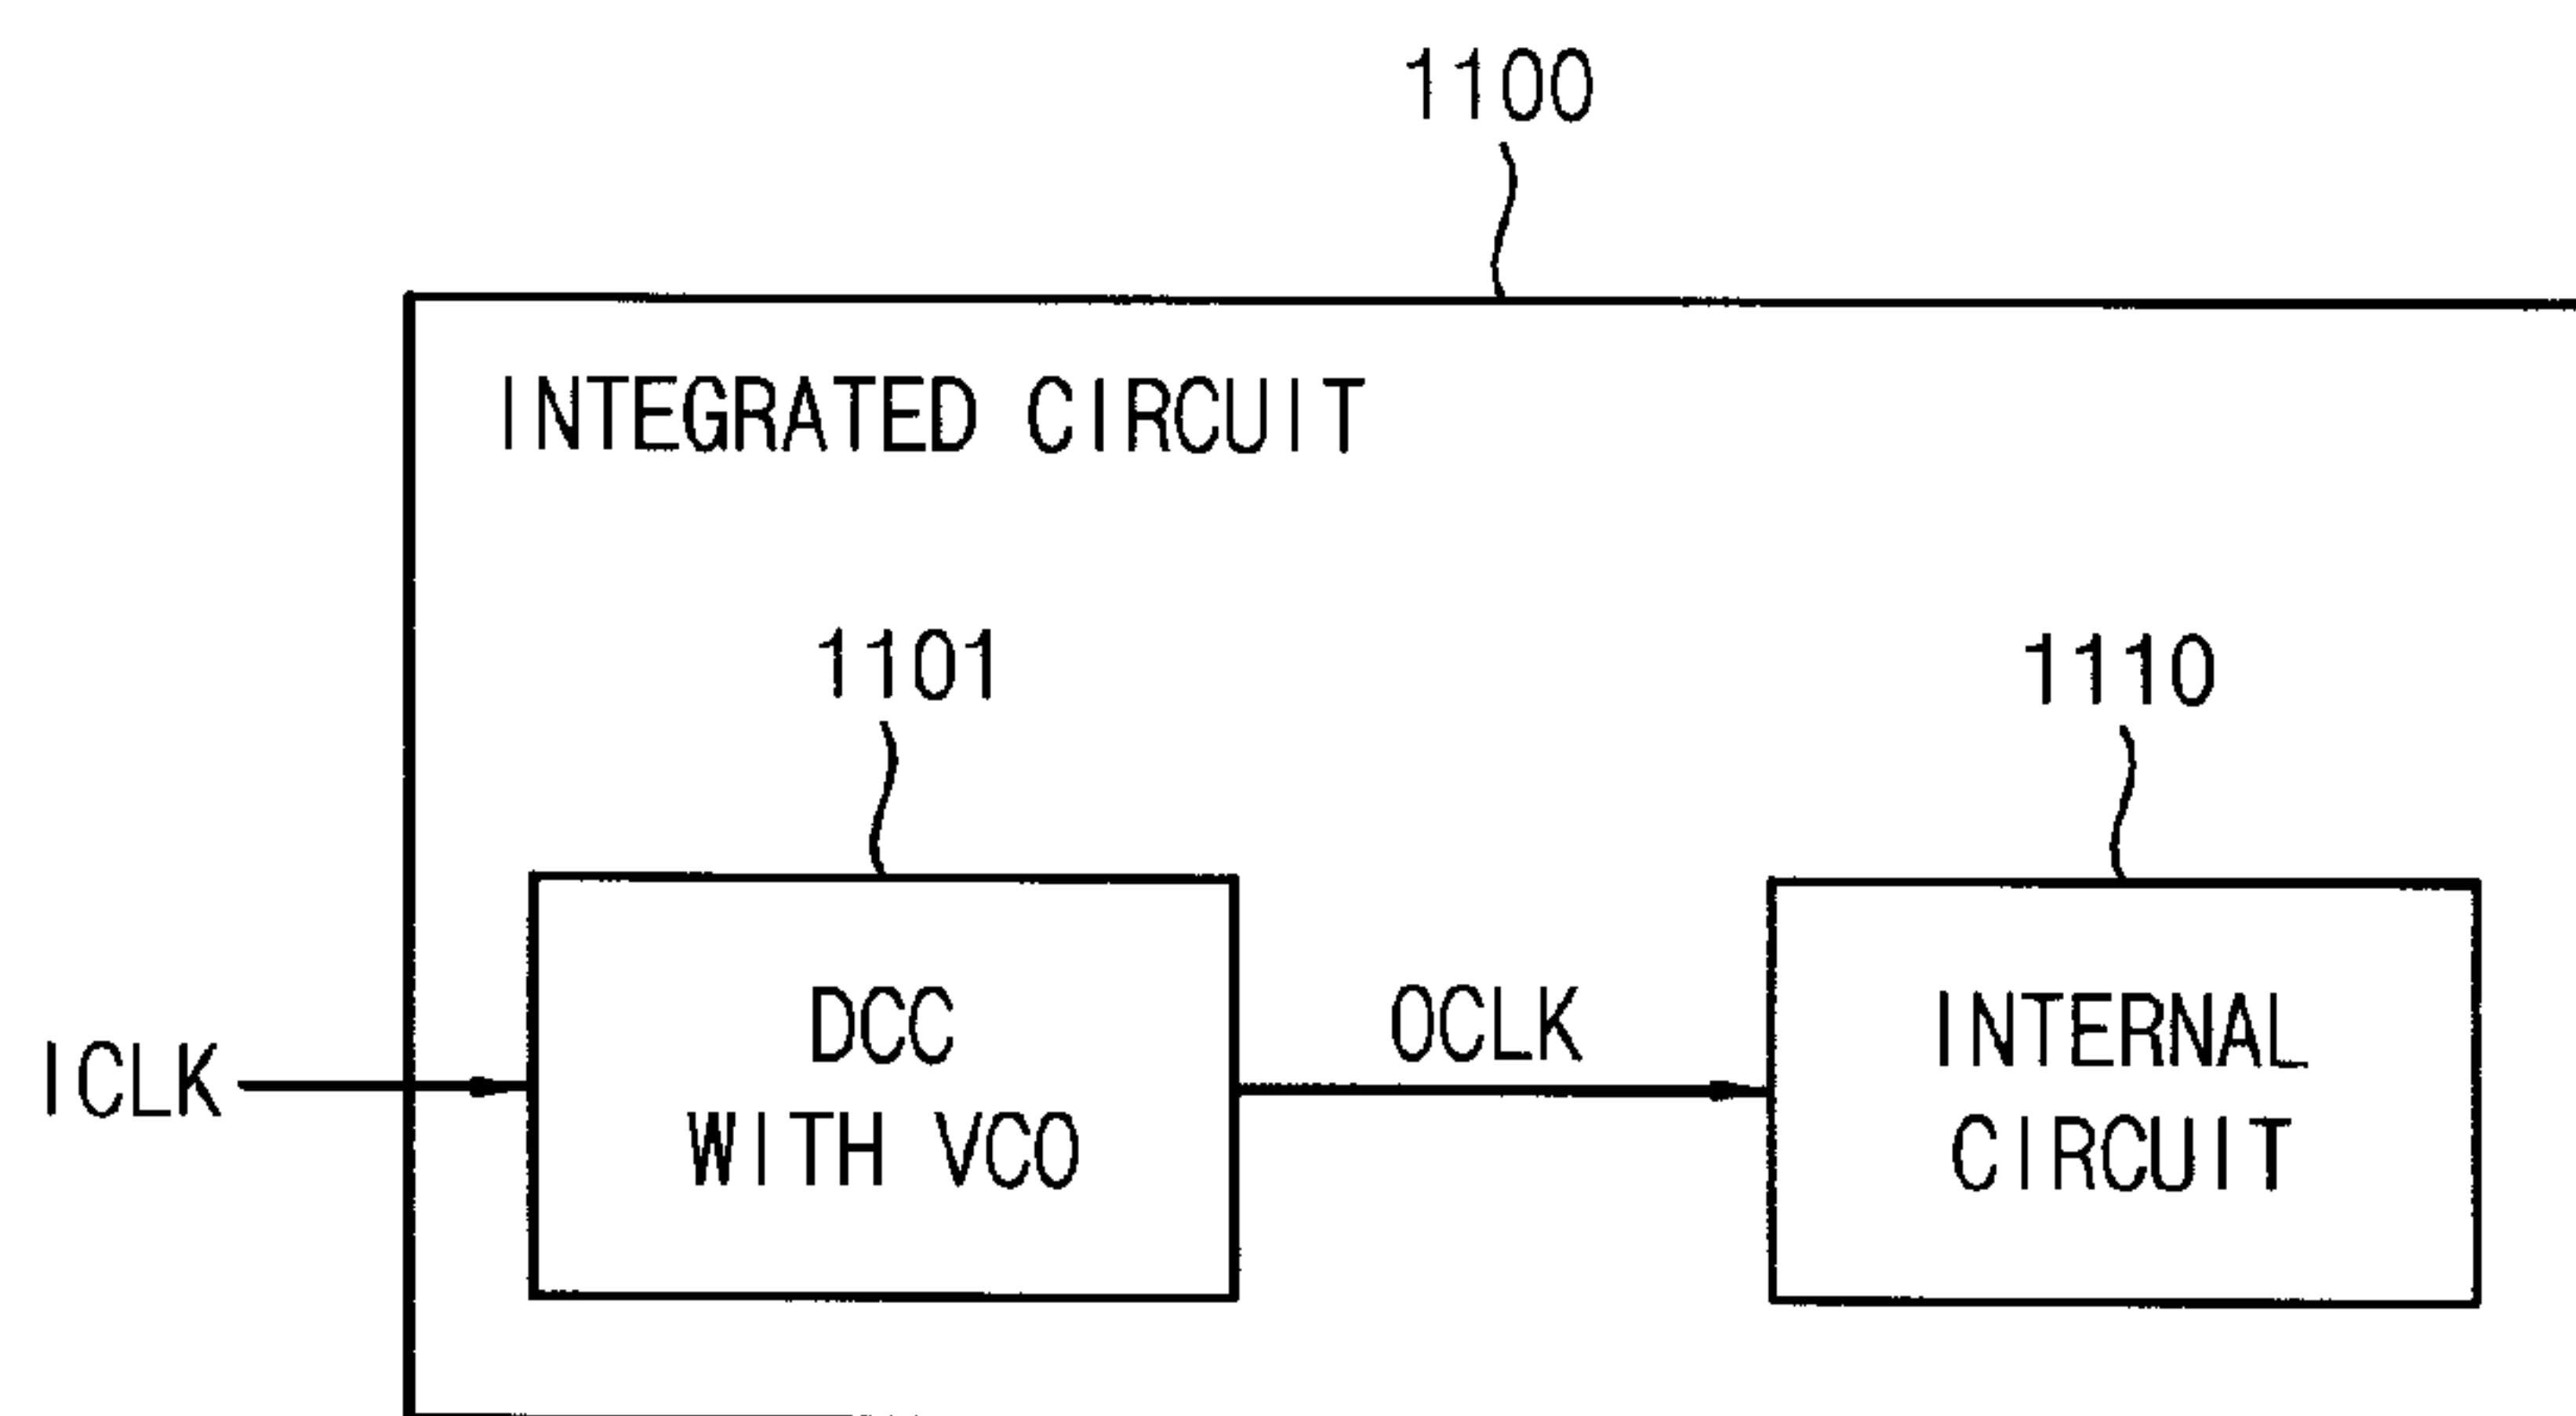 1100
INTEGRATED CIRCUIT
1101
1110
DCC
WITH VCO
ICLK
OCLK
INTERNAL
CIRCUIT